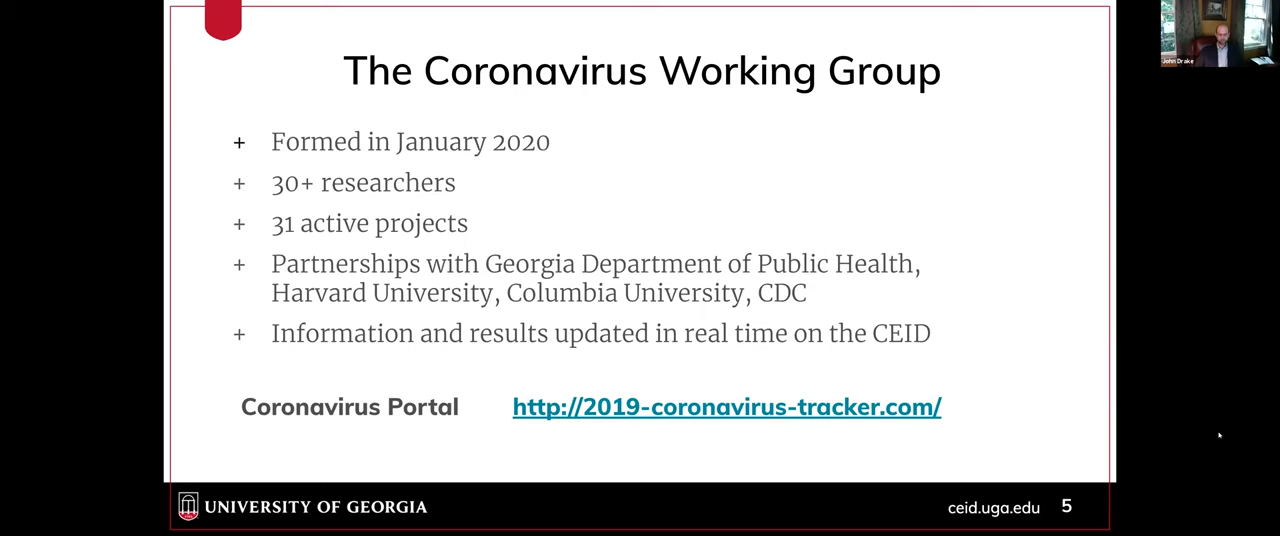 The Coronavirus Working Group
+ Formed in January 2020
+ 30+ researchers
+ 31 active projects
+ Partnerships with Georgia Department of Public Health,
Harvard University, Columbia University, CDC
+ Information and results updated in real time on the CEID
Coronavirus Portal http://2019-coronavirus-tracker.com/
UNIVERSITY OF GEORGIA
ceid.uga.edu 5
John Drake